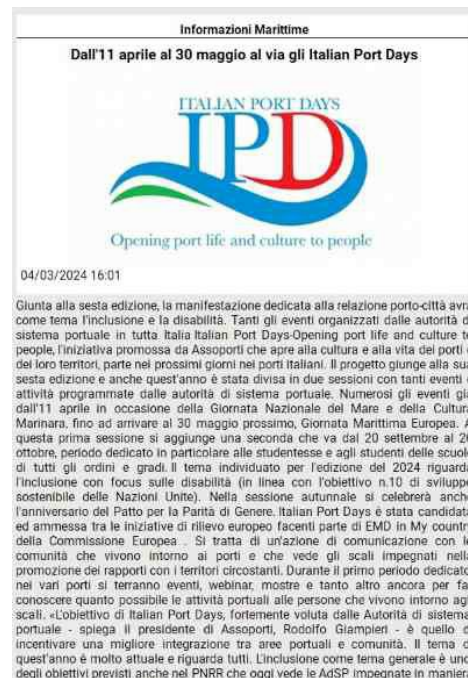 Informazioni Marittime
Dall'11 aprile al 30 maggio al via gli Italian Port Days
ITALIAN PORT DAYS
IPD
Opening port life and culture to people
04/03/2024 16:01
Giunta alla sesta edizione, la manifestazione dedicata alla relazione porto-città avrà
come tema l'inclusione e la disabilità. Tanti gli eventi organizzati dalle autorità di
sistema portuale in tutta Italia Italian Port Days-Opening port life and culture to
people, l'iniziativa promossa da Assoporti che apre alla cultura e alla vita dei porti e
dei loro territori, parte nei prossimi giorni nei porti italiani. Il progetto giunge alla sua
sesta edizione e anche quest'anno è stata divisa in due sessioni con tanti eventi e
attività programmate dalle autorità di sistema portuale. Numerosi gli eventi già
dall'11 aprile in occasione della Giornata Nazionale del Mare e della Cultura
Marinara, fino ad arrivare al 30 maggio prossimo, Giornata Marittima Europea. A
questa prima sessione si aggiunge una seconda che va dal 20 settembre al 20
ottobre, periodo dedicato in particolare alle studentesse e agli studenti delle scuole
di tutti gli ordini e gradi. Il tema individuato per l'edizione del 2024 riguarda
l'inclusione con focus sulle disabilità (in linea con l'obiettivo n.10 di sviluppo
sostenibile delle Nazioni Unite). Nella sessione autunnale si celebrerà anche
l'anniversario del Patto per la Parità di Genere. Italian Port Days è stata candidata
ed ammessa tra le iniziative di rilievo europeo facenti parte di EMD in My country
della Commissione Europea . Si tratta di un'azione di comunicazione con le
comunità che vivono intorno ai porti e che vede gli scali impegnati nella
promozione dei rapporti con i territori circostanti. Durante il primo periodo dedicato,
nei vari porti si terranno eventi, webinar, mostre e tanto altro ancora per far
conoscere quanto possibile le attività portuali alle persone che vivono intorno agli
scali. «L'obiettivo di Italian Port Days, fortemente voluta dalle Autorità di sistema
portuale - spiega il presidente di Assoporti, Rodolfo Giampieri - è quello di
incentivare una migliore integrazione tra aree portuali e comunità. Il tema di
quest'anno è molto attuale e riguarda tutti. L'inclusione come tema generale è uno
degli obiettivi previsti anche nel PNRR che oggi vede le AdSP impegnate in maniera